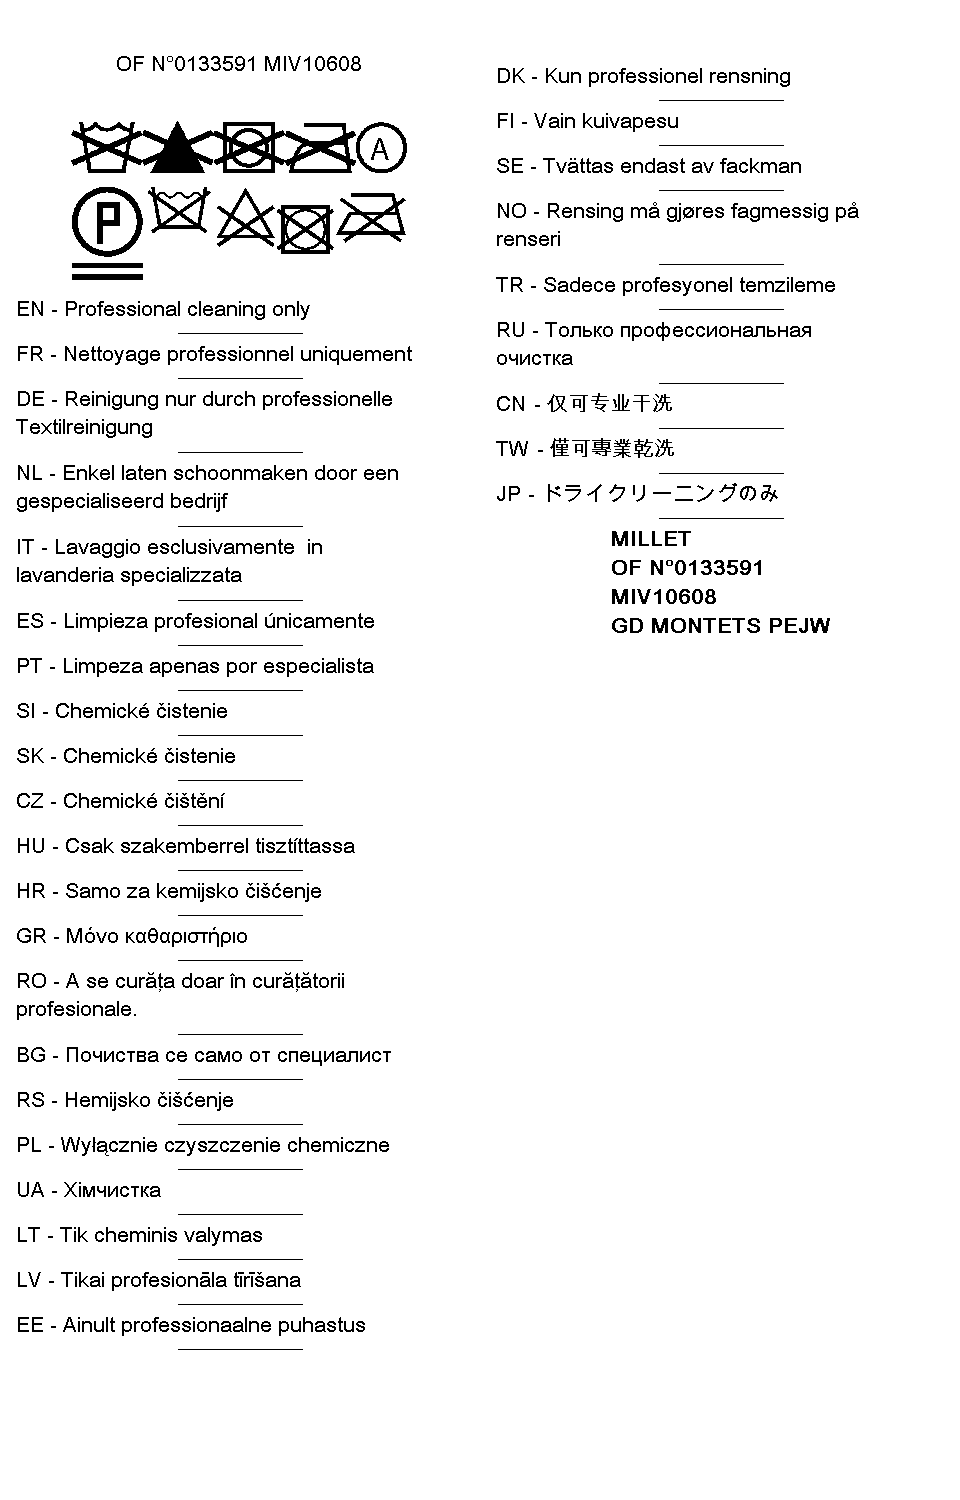 OF N°0133591 MIV10608
A
P
EN - Professional cleaning only
FR - Nettoyage professionnel uniquement
DE - Reinigung nur durch professionelle
Textilreinigung
NL - Enkel laten schoonmaken door een
gespecialiseerd bedrijf
IT - Lavaggio esclusivamente  in
lavanderia specializzata
ES - Limpieza profesional únicamente
PT - Limpeza apenas por especialista
SI - Chemické čistenie
SK - Chemické čistenie
CZ - Chemické čištění
HU - Csak szakemberrel tisztíttassa
HR - Samo za kemijsko čišćenje
GR - Μόνο καθαριστήριο
RO - A se curăța doar în curățătorii
profesionale.
BG - Почиства се само от специалист
RS - Hemijsko čišćenje
PL - Wyłącznie czyszczenie chemiczne
UA - Хімчистка
LT - Tik cheminis valymas
LV - Tikai profesionāla tīrīšana
EE - Ainult professionaalne puhastus
DK - Kun professionel rensning
FI - Vain kuivapesu
SE - Tvättas endast av fackman
NO - Rensing må gjøres fagmessig på
renseri
TR - Sadece profesyonel temzileme
RU - Только профессиональная
очистка
CN - 仅可专业干洗
TW - 僅可專業乾洗
JP - ドライクリーニングのみ
MILLET
OF N°0133591
MIV10608
GD MONTETS PEJW